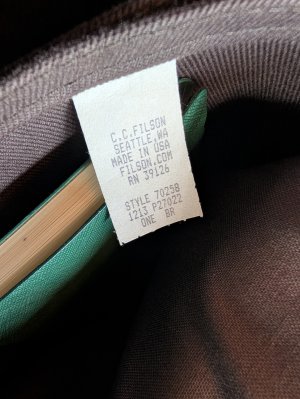 C.C.FILSON
SEATTLE,WA
MADE IN USA
FILSON.COM
RN 39126
STYLE 70258
1213 P27022
ONE BR